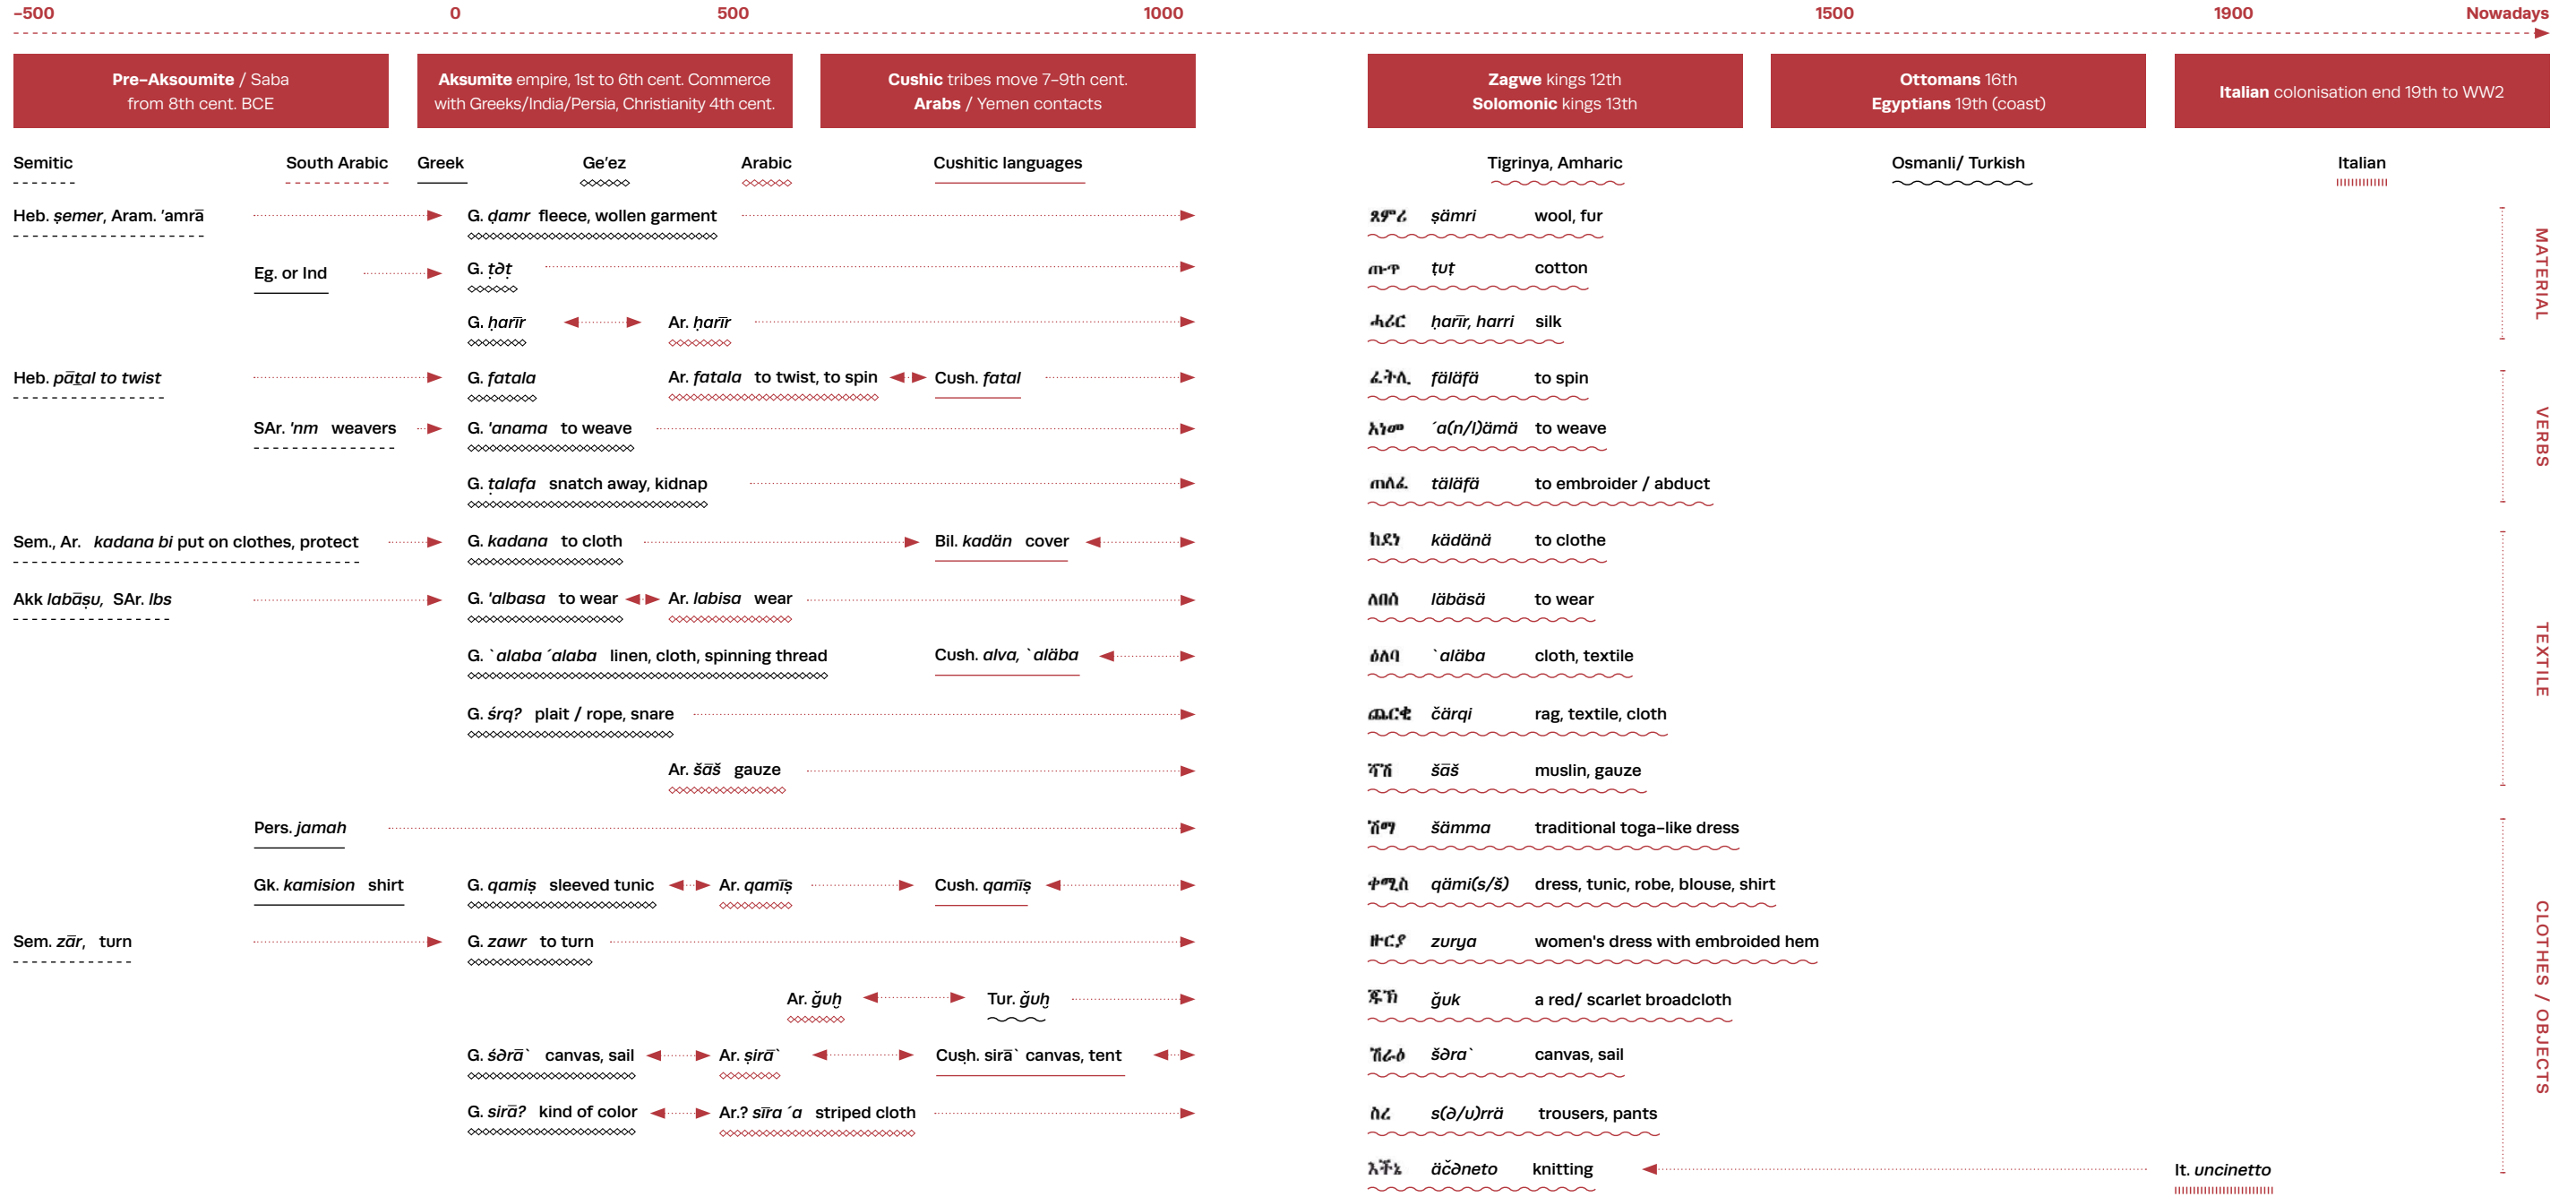 -500 0 500 1000 1500 1900 Nowadays
Pre-Aksoumite / Saba
from 8th cent. BCE
Aksumite empire, 1st to 6th cent. Commerce
with Greeks/India/Persia, Christianity 4th cent.
Cushic tribes move 7-9th cent.
Arabs / Yemen contacts
Zagwe kings 12th
Solomonic kings 13th
Ottomans 16th
Egyptians 19th (coast)
Italian colonisation end 19th to WW2
Semitic South Arabic Greek Ge'ez Arabic Cushitic languages Tigrinya, Amharic Osmanli/ Turkish Italian
Heb. ṣemer, Aram. 'amrā G. ḍamr fleece, wollen garment ጸምሪ ṣämri wool, fur
Eg. or Ind G. ṭəṭ ጡጥ ṭuṭ cotton
G. ḥarīr Ar. ḥarīr ሓሪር ḥarīr, harri silk
MATERIAL
Heb. pāṯal to twist G. fatala Ar. fatala to twist, to spin Cush. fatal ፈትሊ fäläfä to spin
SAr. 'nm weavers G. 'anama to weave አነመ ´a(n/l)ämä to weave
G. ṭalafa snatch away, kidnap ጠለፈ täläfä to embroider / abduct
VERBS
Sem., Ar. kadana bi put on clothes, protect G. kadana to cloth Bil. kadän cover ከደነ kädänä to clothe
Akk labāṣu, SAr. lbs G. 'albasa to wear Ar. labisa wear ለበሰ läbäsä to wear
G. `alaba ´alaba linen, cloth, spinning thread Cush. alva, `aläba ዕለባ `aläba cloth, textile
G. śrq? plait / rope, snare ጨርቂ čärqi rag, textile, cloth
Ar. šāš gauze ሻሽ šāš muslin, gauze
TEXTILE
Pers. jamah ሽማ šämma traditional toga-like dress
Gk. kamision shirt G. qamiṣ sleeved tunic Ar. qamīṣ Cush. qamīṣ ቀሚስ qämi(s/š) dress, tunic, robe, blouse, shirt
Sem. zār, turn G. zawr to turn ዙርያ zurya women's dress with embroided hem
Ar. ğuḫ Tur. ğuḫ ጁኽ ğuk a red/ scarlet broadcloth
G. śərā` canvas, sail Ar. ṣirā` Cuṣh. sirā` canvas, tent ሽራዕ šəra` canvas, sail
G. sirā? kind of color Ar.? sīra ´a striped cloth ስረ s(ə/u)rrä trousers, pants
እችኔ äčəneto knitting It. uncinetto
CLOTHES / OBJECTS